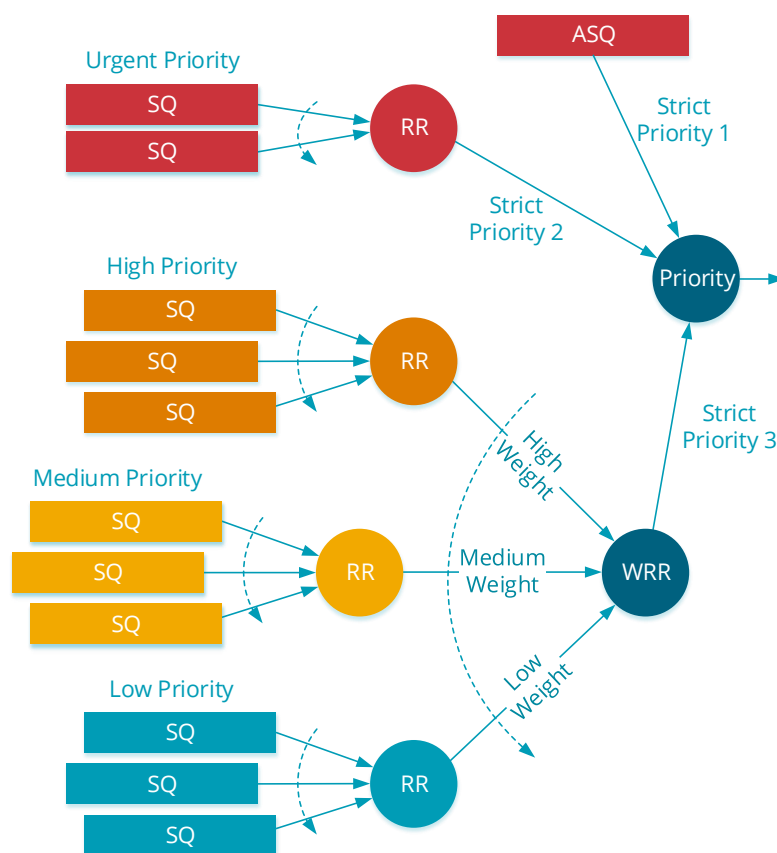 ASQ
Urgent Priority
SQ
SQ
RR
Strict
Priority 1
Strict
Priority 2
High Priority
SQ
SQ
SQ
RR
Priority
High
Weight
Strict
Priority 3
Medium Priority
SQ
SQ
SQ
RR
Medium
Weight
WRR
Low Priority
SQ
SQ
SQ
RR
Low
Weight